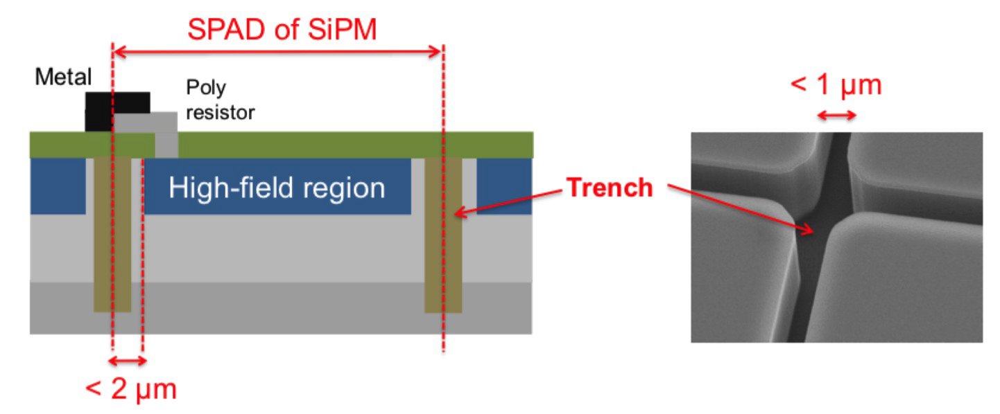 SPAD of SiPM
Metal
Poly
resistor
< 1 µm
High-field region
Trench
< 2 µm